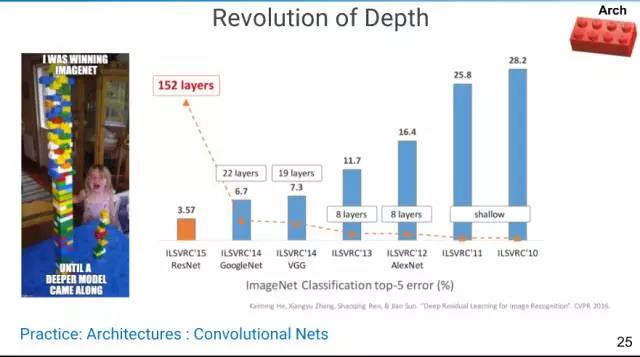 Revolution of Depth
Arch
I WAS WINNING
IMAGENET
UNTIL A
DEEPER MODEL
CAME ALONG
152 layers
22 layers
19 layers
8 layers
8 layers
shallow
3.57
6.7
7.3
11.7
16.4
25.8
28.2
ILSVRC'15
ResNet
ILSVRC'14
GoogleNet
ILSVRC'14
VGG
ILSVRC'13
ILSVRC'12
AlexNet
ILSVRC'11
ILSVRC'10
ImageNet Classification top-5 error (%)
Kaiming He, Xiangyu Zhang, Shaoqing Ren, & Jian Sun. "Deep Residual Learning for Image Recognition". CVPR 2016.
Practice: Architectures : Convolutional Nets
25